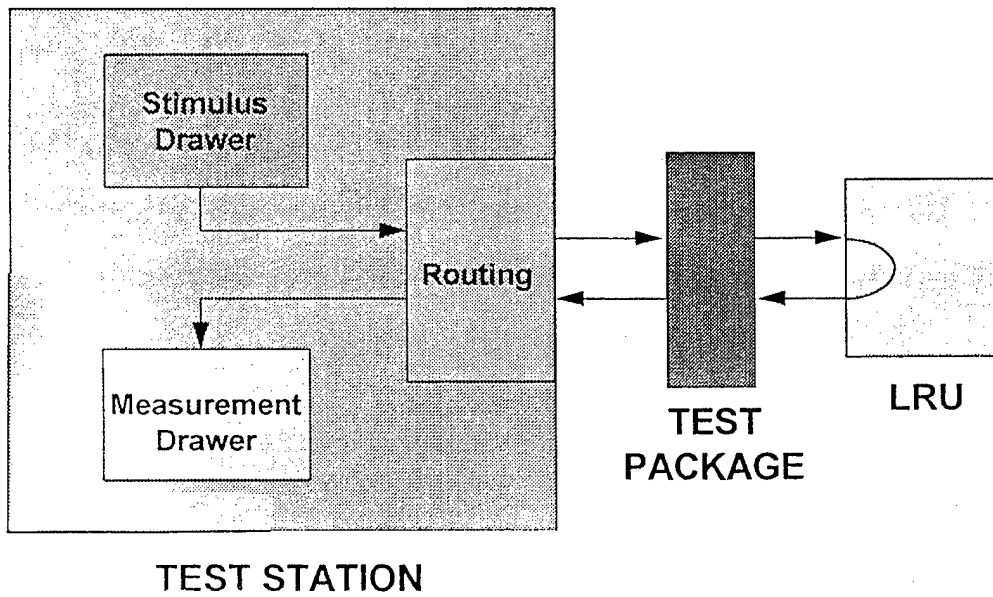 Stimulus
Drawer
Routing
Measurement
Drawer
TEST
PACKAGE
LRU
TEST STATION